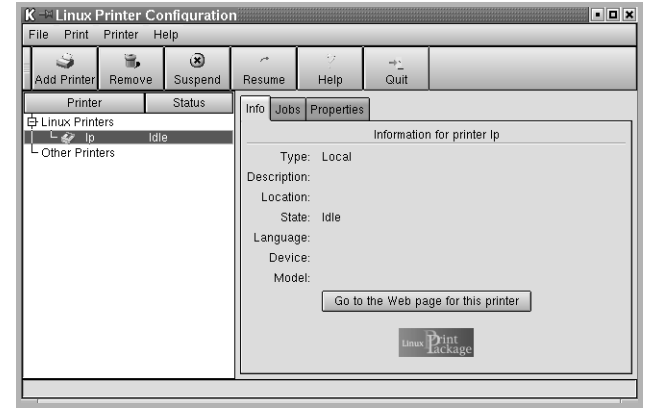 K Linux Printer Configuration
File Print Printer Help
Add Printer Remove Suspend Resume Help Quit
Printer Status
Linux Printers
lp Idle
Other Printers
Info Jobs Properties
Information for printer lp
Type: Local
Description:
Location:
State: Idle
Language:
Device:
Model:
Go to the Web page for this printer
Linux Print
Package